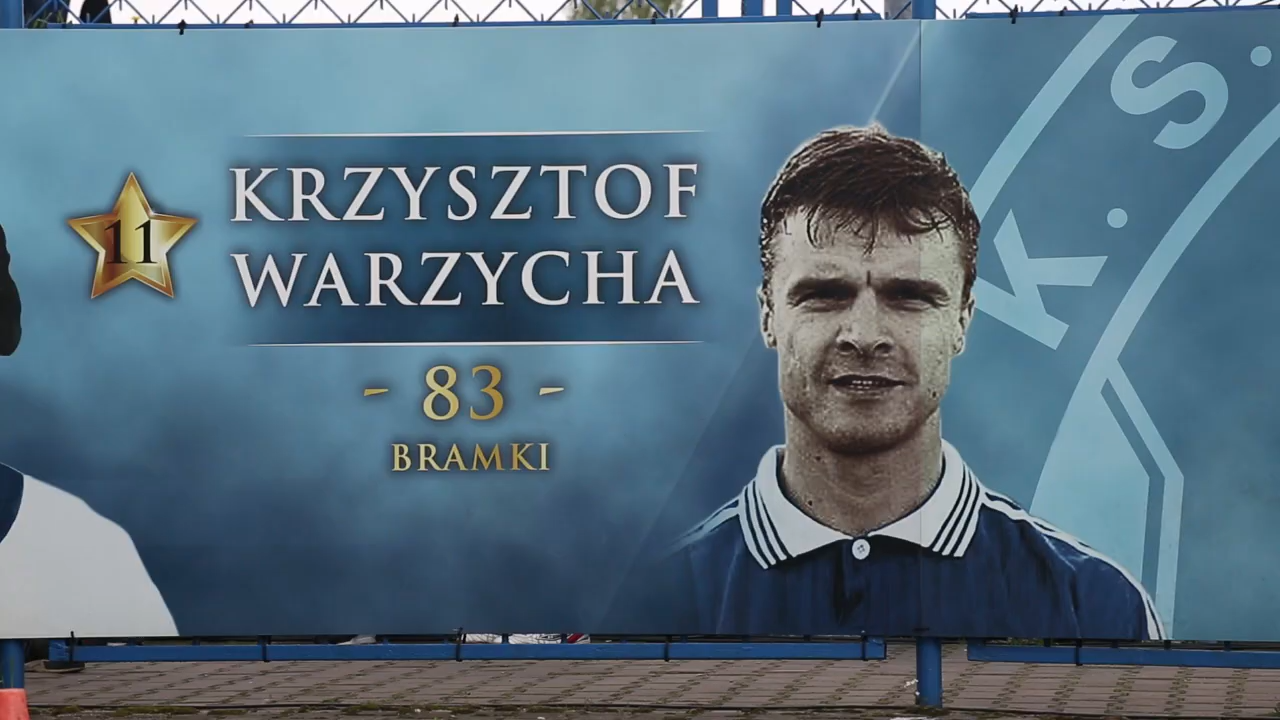 11
KRZYSZTOF
WARZYCHA
- 83 -
BRAMKI
K.S.